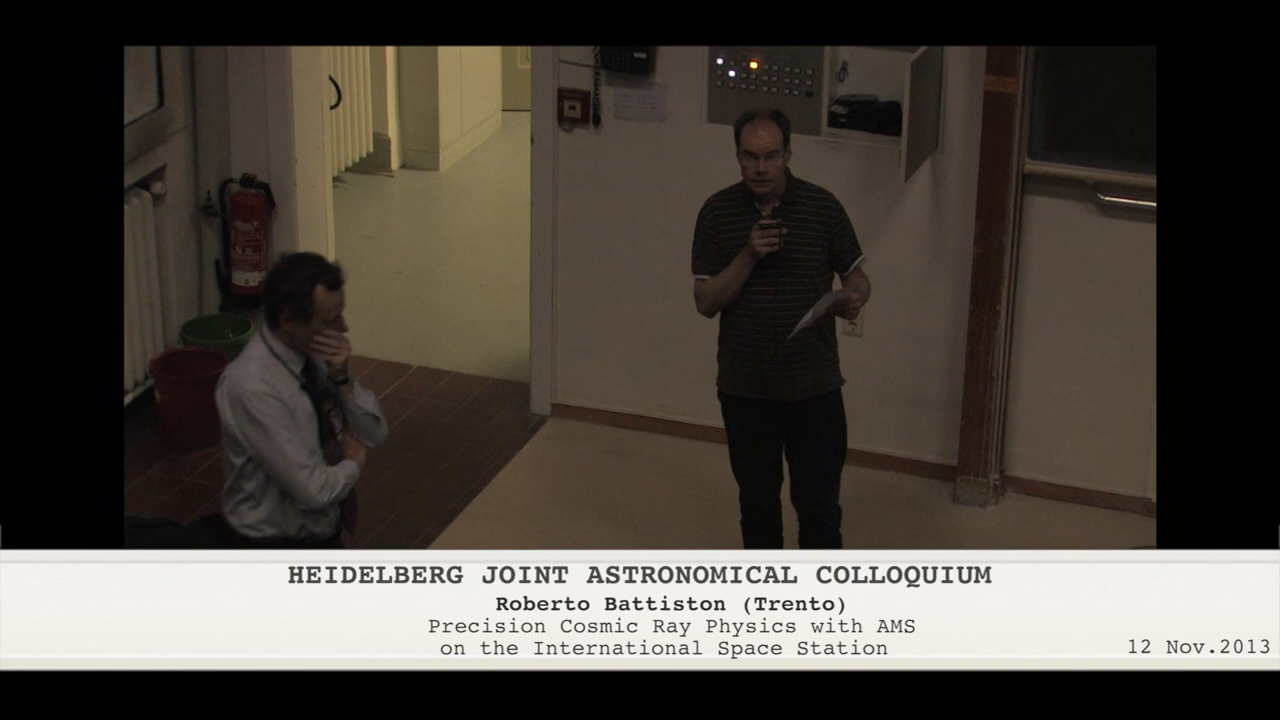 HEIDELBERG JOINT ASTRONOMICAL COLLOQUIUM
Roberto Battiston (Trento)
Precision Cosmic Ray Physics with AMS
on the International Space Station
12 Nov.2013